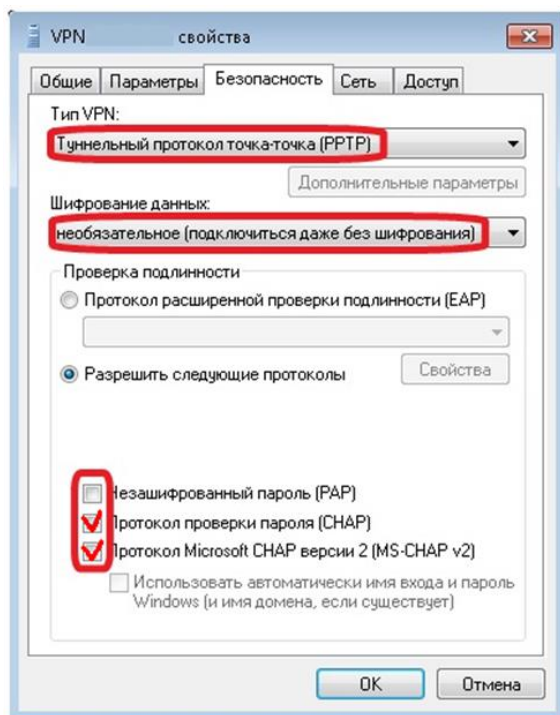 VPN свойства
Общие Параметры Безопасность Сеть Доступ
Тип VPN:
Туннельный протокол точка-точка (PPTP)
Дополнительные параметры
Шифрование данных:
необязательное (подключиться даже без шифрования)
Проверка подлинности
Протокол расширенной проверки подлинности (EAP)
Свойства
Разрешить следующие протоколы
Незашифрованный пароль (PAP)
Протокол проверки пароля (CHAP)
Протокол Microsoft CHAP версии 2 (MS-CHAP v2)
Использовать автоматически имя входа и пароль
Windows (и имя домена, если существует)
OK Отмена